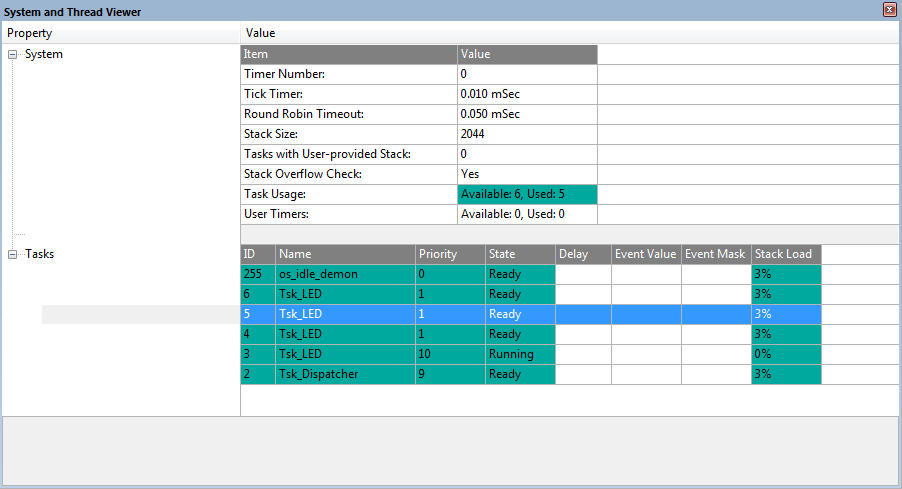 System and Thread Viewer
Property Value
System
Item Value
Timer Number: 0
Tick Timer: 0.010 mSec
Round Robin Timeout: 0.050 mSec
Stack Size: 2044
Tasks with User-provided Stack: 0
Stack Overflow Check: Yes
Task Usage: Available: 6, Used: 5
User Timers: Available: 0, Used: 0
Tasks
ID Name Priority State Delay Event Value Event Mask Stack Load
255 os_idle_demon 0 Ready 3%
6 Tsk_LED 1 Ready 3%
5 Tsk_LED 1 Ready 3%
4 Tsk_LED 1 Ready 3%
3 Tsk_LED 10 Running 0%
2 Tsk_Dispatcher 9 Ready 3%